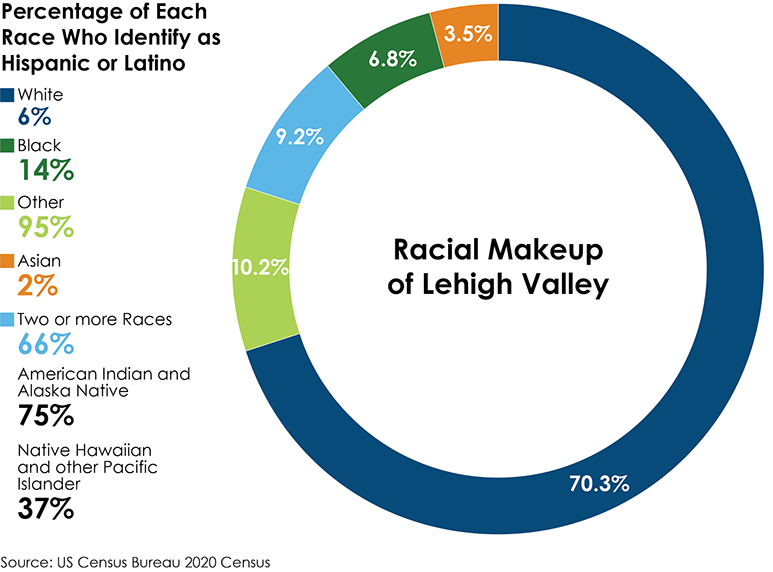 Percentage of Each
Race Who Identify as
Hispanic or Latino
White
6%
Black
14%
Other
95%
Asian
2%
Two or more Races
66%
American Indian and
Alaska Native
75%
Native Hawaiian
and other Pacific
Islander
37%
3.5%
6.8%
9.2%
10.2%
70.3%
Racial Makeup
of Lehigh Valley
Source: US Census Bureau 2020 Census